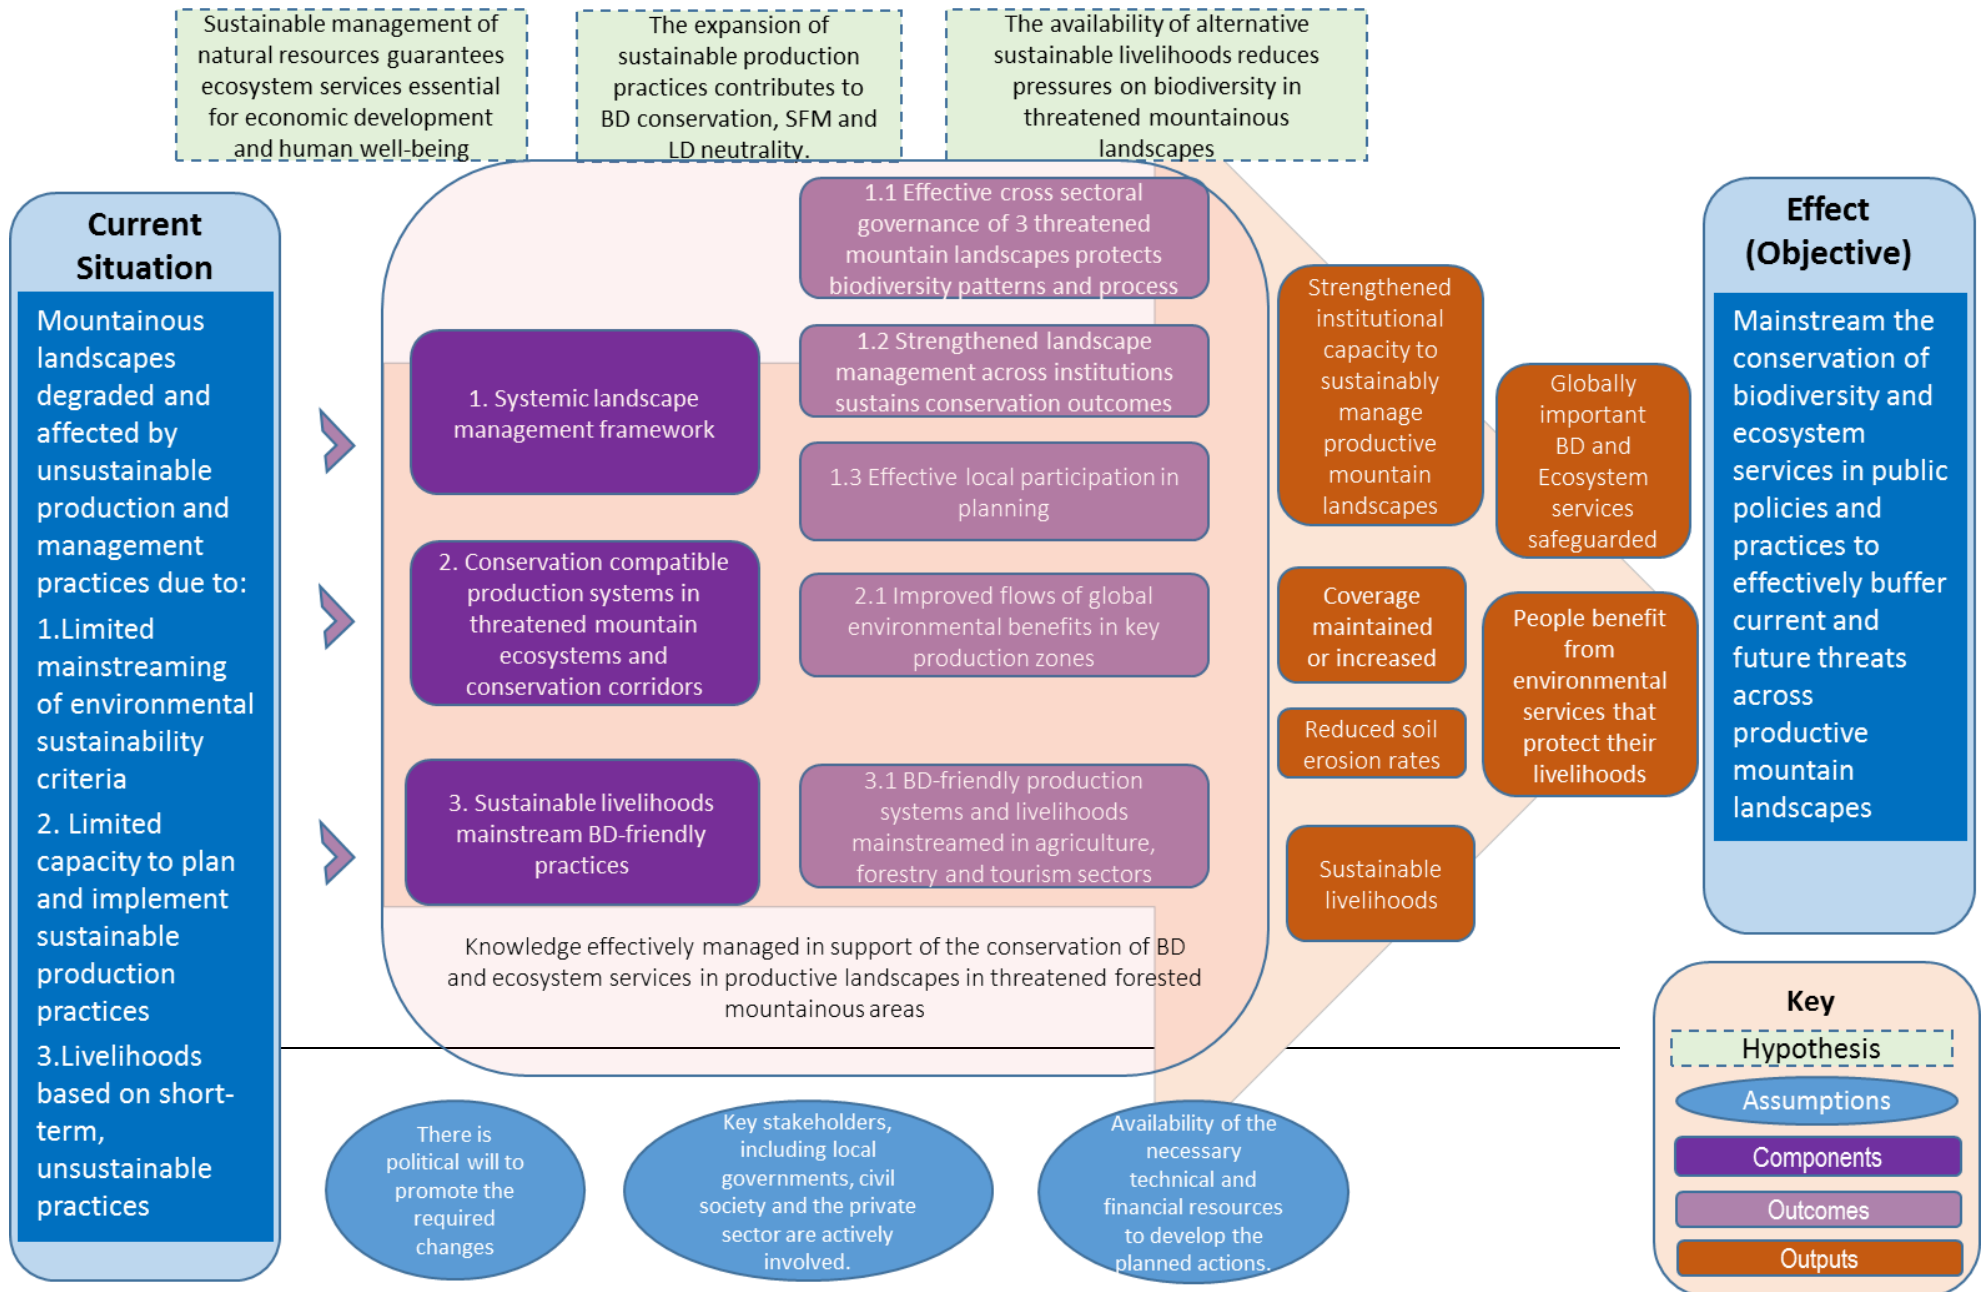 Sustainable management of
natural resources guarantees
ecosystem services essential
for economic development
and human well-being
The expansion of
sustainable production
practices contributes to
BD conservation, SFM and
LD neutrality.
The availability of alternative
sustainable livelihoods reduces
pressures on biodiversity in
threatened mountainous
landscapes
Current
Situation
Mountainous
landscapes
degraded and
affected by
unsustainable
production and
management
practices due to:
1.Limited
mainstreaming
of environmental
sustainability
criteria
2. Limited
capacity to plan
and implement
sustainable
production
practices
3.Livelihoods
based on short-
term,
unsustainable
practices
1. Systemic landscape
management framework
2. Conservation compatible
production systems in
threatened mountain
ecosystems and
conservation corridors
3. Sustainable livelihoods
mainstream BD-friendly
practices
1.1 Effective cross sectoral
governance of 3 threatened
mountain landscapes protects
biodiversity patterns and process
1.2 Strengthened landscape
management across institutions
sustains conservation outcomes
1.3 Effective local participation in
planning
2.1 Improved flows of global
environmental benefits in key
production zones
3.1 BD-friendly production
systems and livelihoods
mainstreamed in agriculture,
forestry and tourism sectors
Knowledge effectively managed in support of the conservation of BD
and ecosystem services in productive landscapes in threatened forested
mountainous areas
Strengthened
institutional
capacity to
sustainably
manage
productive
mountain
landscapes
Coverage
maintained
or increased
Reduced soil
erosion rates
Sustainable
livelihoods
Globally
important
BD and
Ecosystem
services
safeguarded
People benefit
from
environmental
services that
protect their
livelihoods
Effect
(Objective)
Mainstream the
conservation of
biodiversity and
ecosystem
services in public
policies and
practices to
effectively buffer
current and
future threats
across
productive
mountain
landscapes
There is
political will to
promote the
required
changes
Key stakeholders,
including local
governments, civil
society and the private
sector are actively
involved.
Availability of the
necessary
technical and
financial resources
to develop the
planned actions.
Key
Hypothesis
Assumptions
Components
Outcomes
Outputs